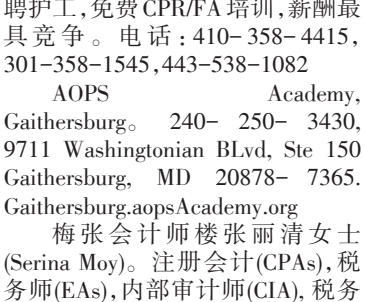 聘护工,免费CPR/FA培训,薪酬最
具竞争。电话:410-358-4415,
301-358-1545,443-538-1082
AOPS Academy,
Gaithersburg。 240- 250- 3430,
9711 Washingtonian BLvd, Ste 150
Gaithersburg, MD 20878- 7365.
Gaithersburg.aopsAcademy.org
梅张会计师楼张丽清女士
(Serina Moy)。注册会计(CPAs),税
务师(EAs),内部审计师(CIA), 税务